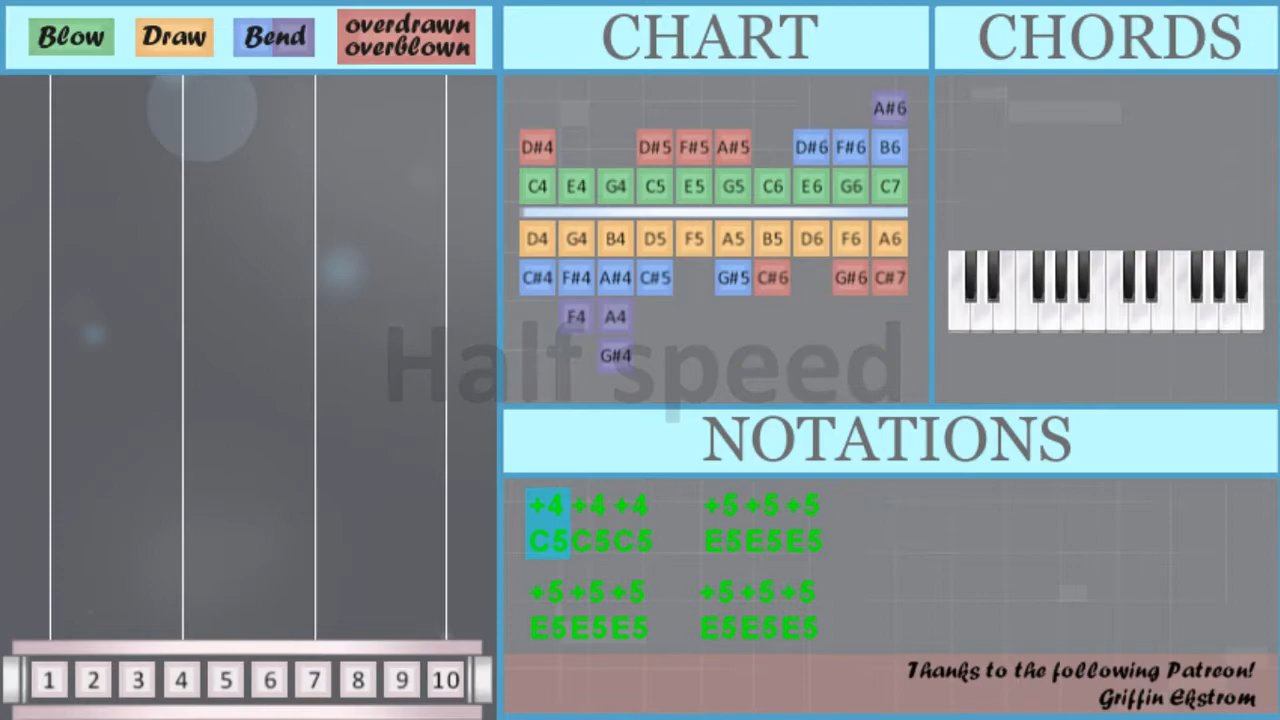 Blow Draw Bend overdrawn
overblown
CHART
CHORDS
A#6
D#4 D#5 F#5 A#5 D#6 F#6 B6
C4 E4 G4 C5 E5 G5 C6 E6 G6 C7
D4 G4 B4 D5 F5 A5 B5 D6 F6 A6
C#4 F#4 A#4 C#5 G#5 C#6 G#6 C#7
F4 A4
G#4
Half speed
NOTATIONS
+4 +4 +4 +5 +5 +5
C5 C5 C5 E5 E5 E5
+5 +5 +5 +5 +5 +5
E5 E5 E5 E5 E5 E5
1 2 3 4 5 6 7 8 9 10
Thanks to the following Patreon!
Griffin Ekstrom